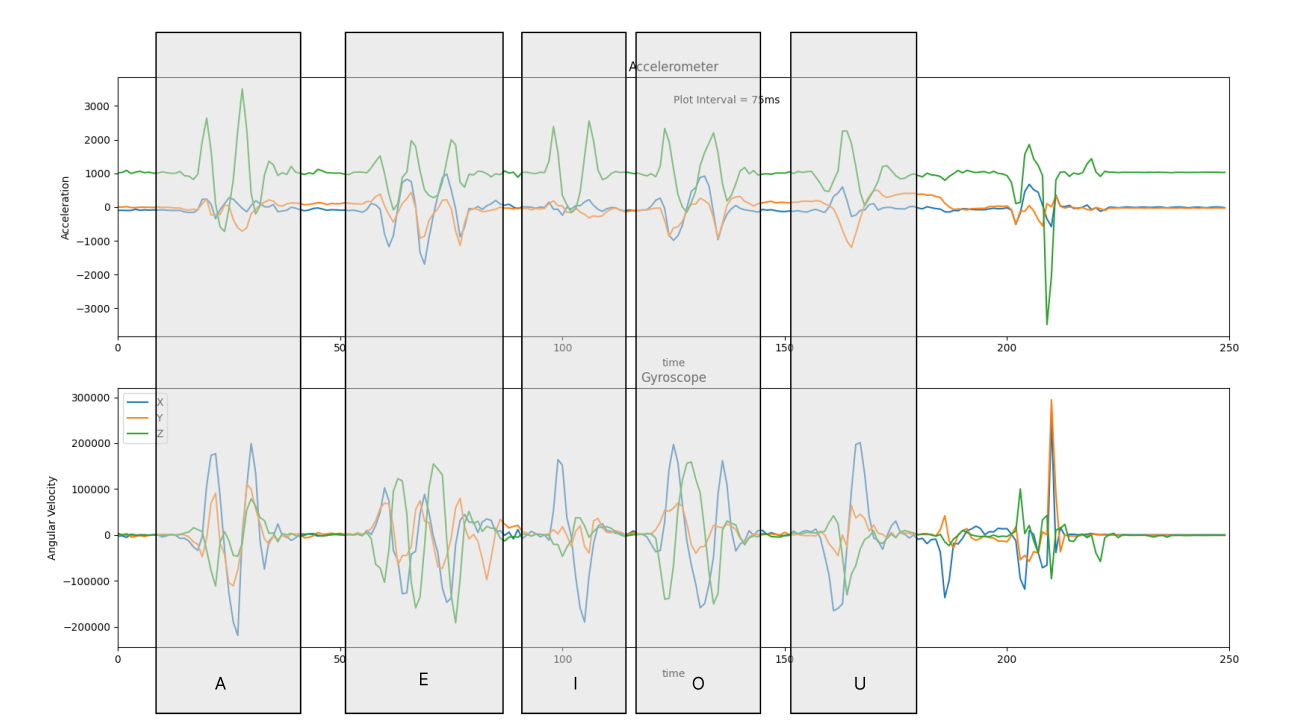 Accelerometer
Plot Interval = 75ms
3000
2000
1000
0
−1000
−2000
−3000
Acceleration
0 50 100 150 200 250
time
Gyroscope
300000
200000
100000
0
−100000
−200000
Angular Velocity
X
Y
Z
0 50 100 150 200 250
time
A E I O U